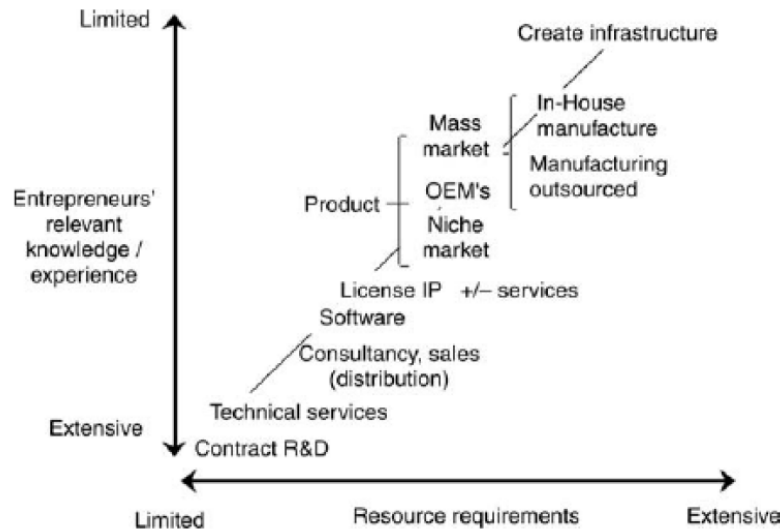 Limited
Create infrastructure
In-House
manufacture
Mass
market
Manufacturing
outsourced
Entrepreneurs'
relevant
knowledge /
experience
Product
OEM's
Niche
market
License IP +/– services
Software
Consultancy, sales
(distribution)
Technical services
Extensive
Contract R&D
Limited
Resource requirements
Extensive